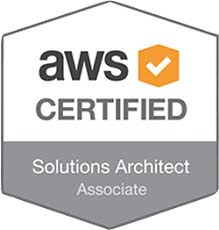 aws
CERTIFIED
Solutions Architect
Associate